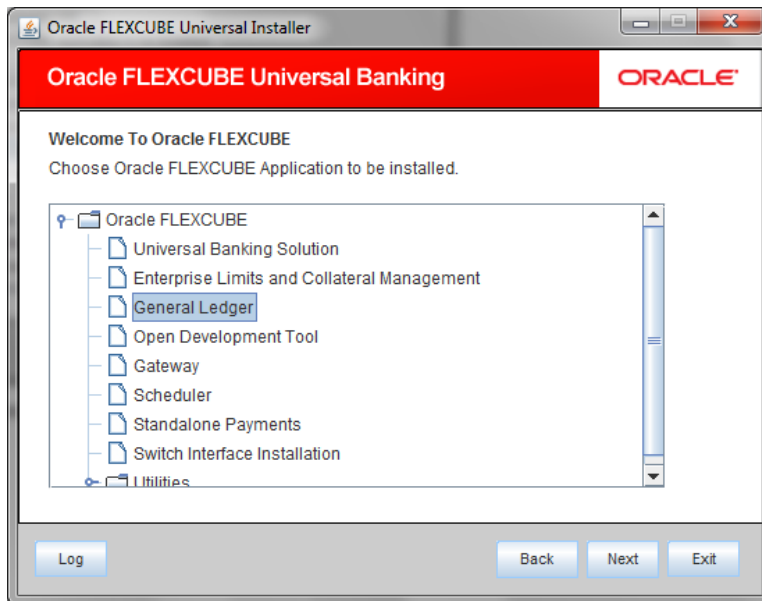 Oracle FLEXCUBE Universal Installer
Oracle FLEXCUBE Universal Banking
ORACLE
Welcome To Oracle FLEXCUBE
Choose Oracle FLEXCUBE Application to be installed.
Oracle FLEXCUBE
Universal Banking Solution
Enterprise Limits and Collateral Management
General Ledger
Open Development Tool
Gateway
Scheduler
Standalone Payments
Switch Interface Installation
Utilities
Log Back Next Exit